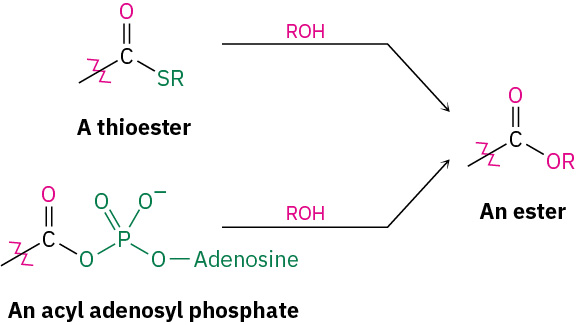 O
C
SR
A thioester
ROH
O
C
OR
An ester
O
C
O
P
O
O⁻
O
Adenosine
ROH
An acyl adenosyl phosphate